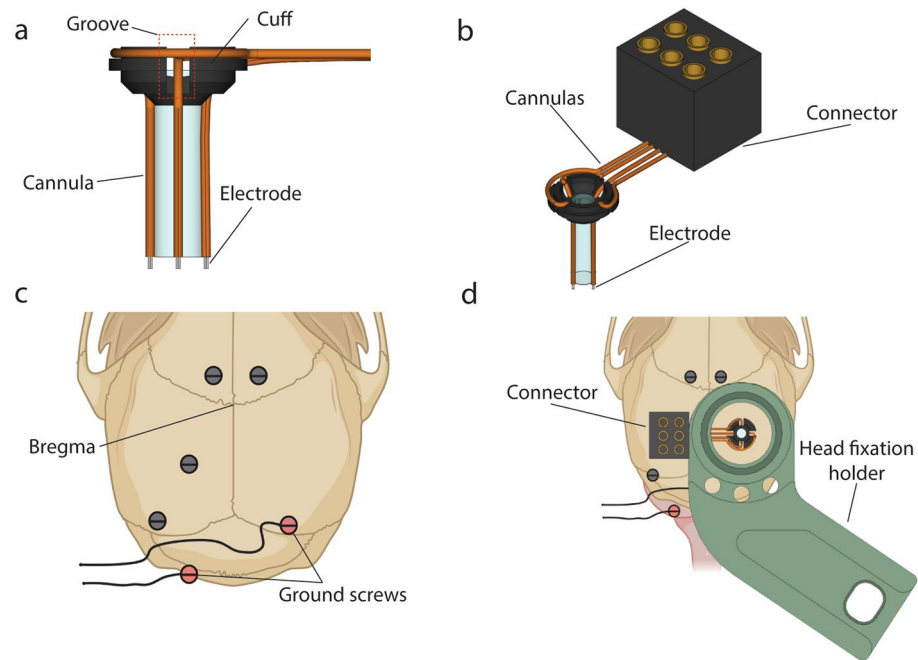 a
Groove
Cuff
Cannula
Electrode
b
Cannulas
Connector
Electrode
c
Bregma
Ground screws
d
Connector
Head fixation
holder